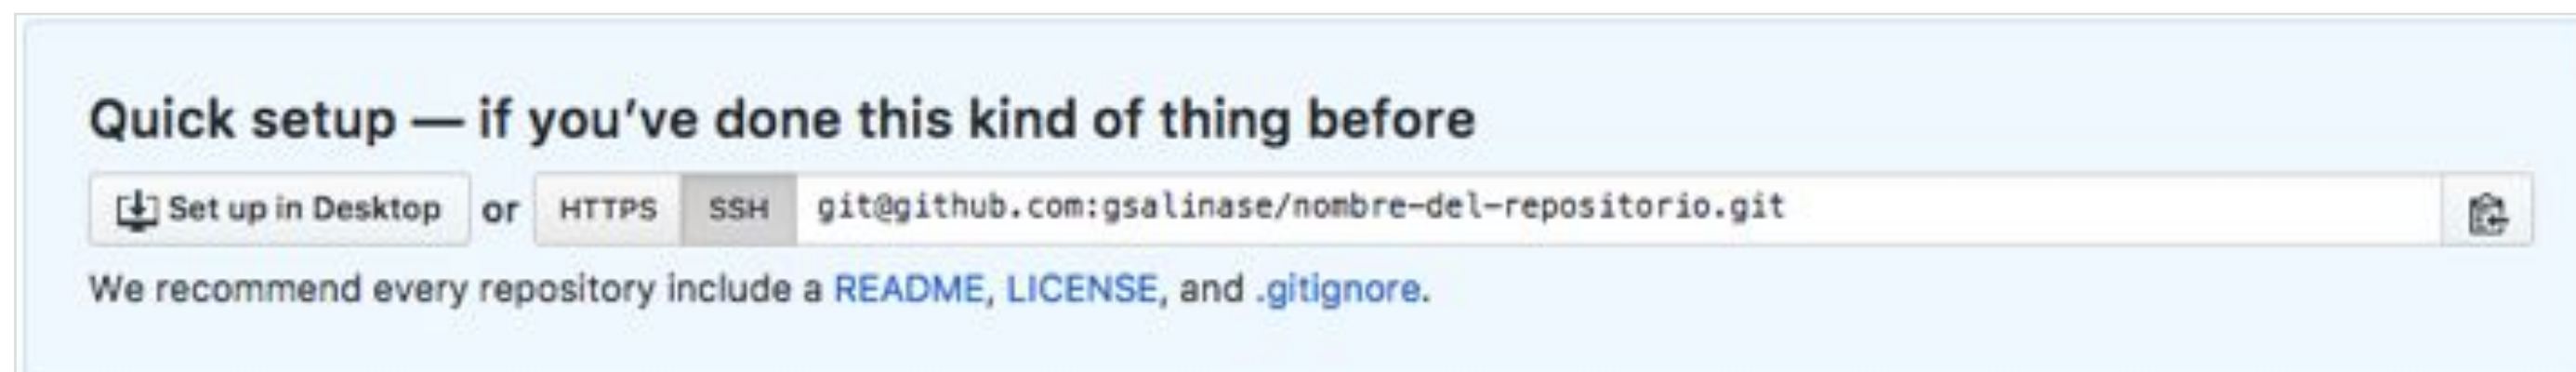 Quick setup — if you’ve done this kind of thing before
Set up in Desktop or HTTPS SSH git@github.com:gsalinase/nombre-del-repositorio.git
We recommend every repository include a README, LICENSE, and .gitignore.